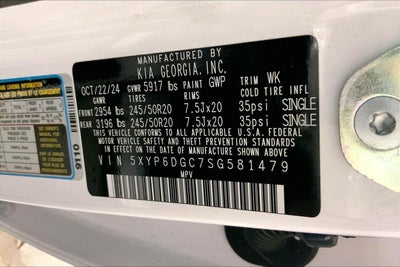 MANUFACTURED BY
KIA GEORGIA, INC.
OCT/22/24 GVWR 5917 lbs PAINT GWP TRIM WK
GAWR TIRES RIMS COLD TIRE INFL
FRONT 2954 lbs 245/50R20 7.5Jx20 35psi SINGLE
REAR 3196 lbs 245/50R20 7.5Jx20 35psi SINGLE
THIS VEHICLE CONFORMS TO ALL APPLICABLE U.S.A. FEDERAL
MOTOR VEHICLE SAFETY AND THEFT PREVENTION STANDARDS
IN EFFECT ON THE DATE OF MANUFACTURE SHOWN ABOVE.
VIN 5XYP6DGC7SG581479
MPV
9110